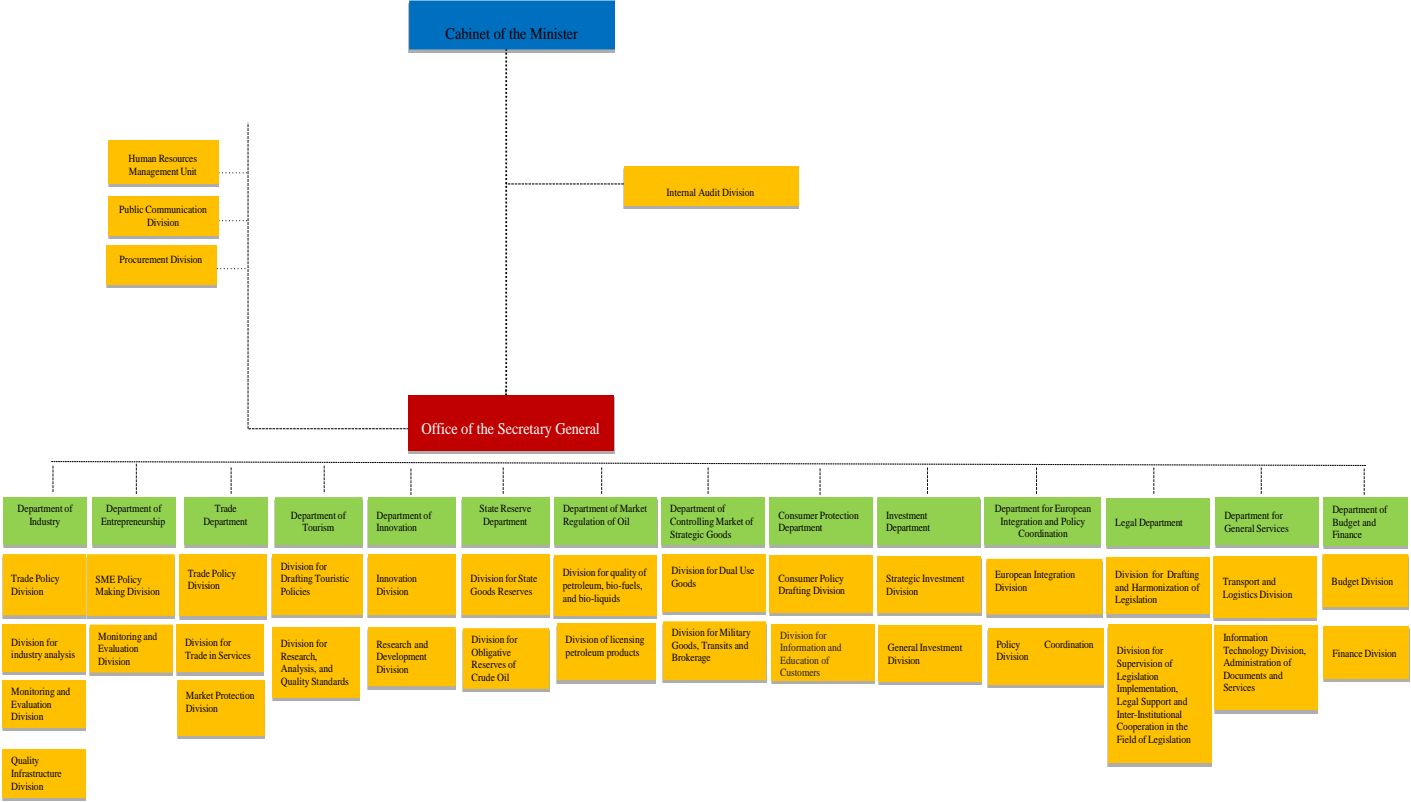 Cabinet of the Minister
Human Resources
Management Unit
Public Communication
Division
Procurement Division
Internal Audit Division
Office of the Secretary General
Department of
Industry
Department of
Entrepreneurship
Trade
Department
Department of
Tourism
Department of
Innovation
State Reserve
Department
Department of Market
Regulation of Oil
Department of
Controlling Market of
Strategic Goods
Consumer Protection
Department
Investment
Department
Department for European
Integration and Policy
Coordination
Legal Department
Department for
General Services
Department of
Budget and
Finance
Trade Policy
Division
SME Policy
Making Division
Trade Policy
Division
Division for
Drafting Touristic
Policies
Innovation
Division
Division for State
Goods Reserves
Division for quality of
petroleum, bio-fuels,
and bio-liquids
Division for Dual Use
Goods
Consumer Policy
Drafting Division
Strategic Investment
Division
European Integration
Division
Division for Drafting
and Harmonization of
Legislation
Transport and
Logistics Division
Budget Division
Division for
industry analysis
Monitoring and
Evaluation
Division
Division for
Trade in Services
Division for
Research,
Analysis, and
Quality Standards
Research and
Development
Division
Division for
Obligative
Reserves of
Crude Oil
Division of licensing
petroleum products
Division for Military
Goods, Transits and
Brokerage
Division for
Information and
Education of
Customers
General Investment
Division
Policy Coordination
Division
Division for
Supervision of
Legislation
Implementation,
Legal Support and
Inter-Institutional
Cooperation in the
Field of Legislation
Information
Technology Division,
Administration of
Documents and
Services
Finance Division
Monitoring and
Evaluation
Division
Market Protection
Division
Quality
Infrastructure
Division